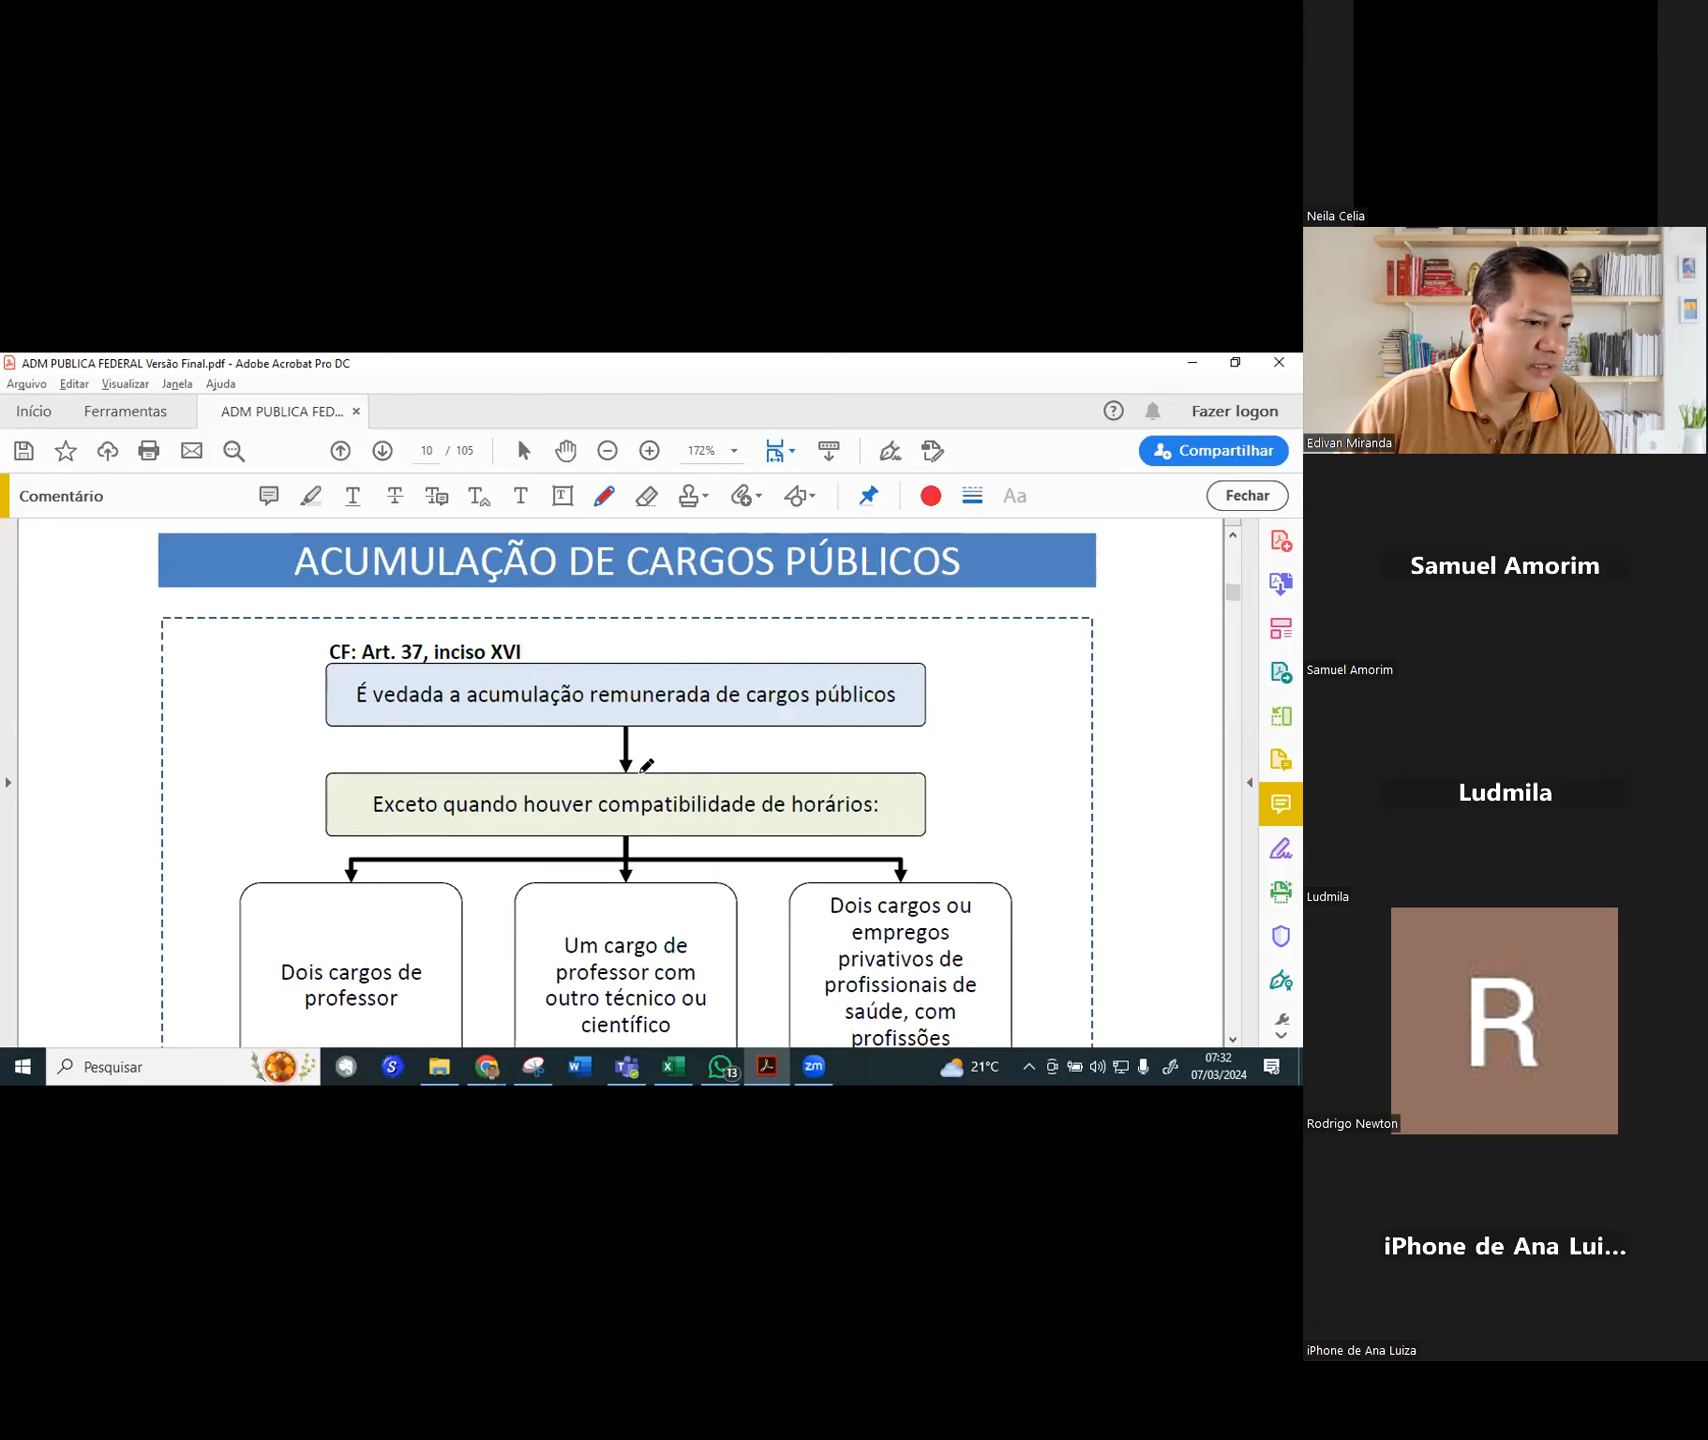 Neila Celia
Edivan Miranda
ADM PUBLICA FEDERAL Versão Final.pdf - Adobe Acrobat Pro DC
Arquivo Editar Visualizar Janela Ajuda
Início Ferramentas ADM PUBLICA FED... × Fazer logon
10 / 105 172% Compartilhar
Comentário Aa Fechar
ACUMULAÇÃO DE CARGOS PÚBLICOS
CF: Art. 37, inciso XVI
É vedada a acumulação remunerada de cargos públicos
Exceto quando houver compatibilidade de horários:
Dois cargos de
professor
Um cargo de
professor com
outro técnico ou
científico
Dois cargos ou
empregos
privativos de
profissionais de
saúde, com
profissões
Pesquisar
13
zm
21°C
07:32
07/03/2024
Samuel Amorim
Samuel Amorim
Ludmila
Ludmila
R
Rodrigo Newton
iPhone de Ana Lui...
iPhone de Ana Luiza